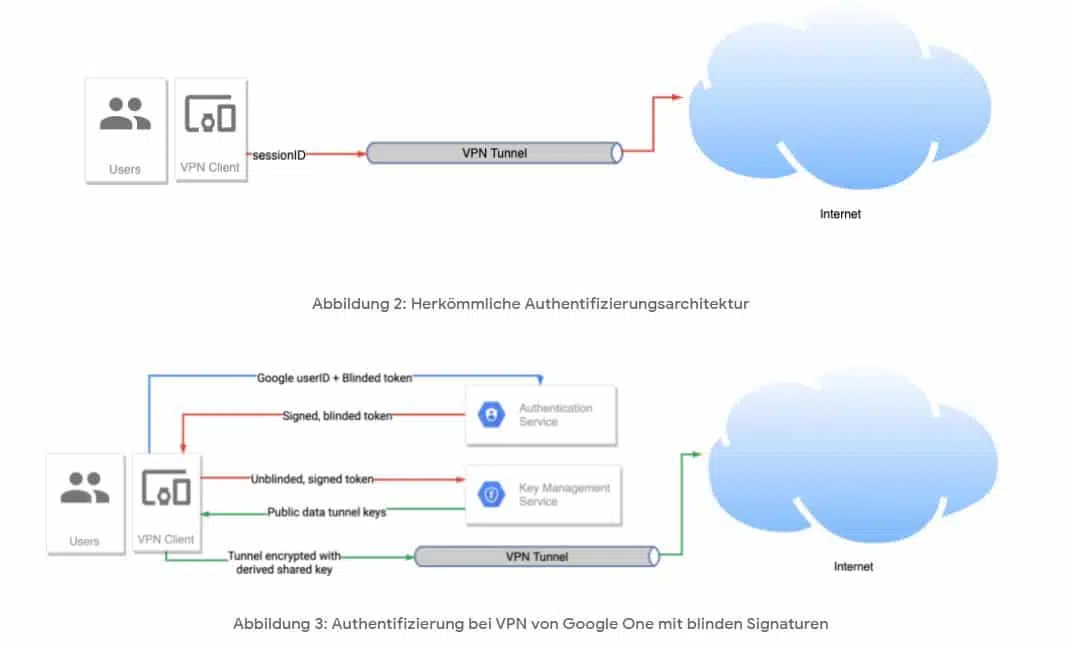 Users
VPN Client
sessionID
VPN Tunnel
Internet
Abbildung 2: Herkömmliche Authentifizierungsarchitektur
Google userID + Blinded token
Authentication
Service
Signed, blinded token
Unblinded, signed token
Key Management
Service
Public data tunnel keys
Users
VPN Client
Tunnel encrypted with
derived shared key
VPN Tunnel
Internet
Abbildung 3: Authentifizierung bei VPN von Google One mit blinden Signaturen